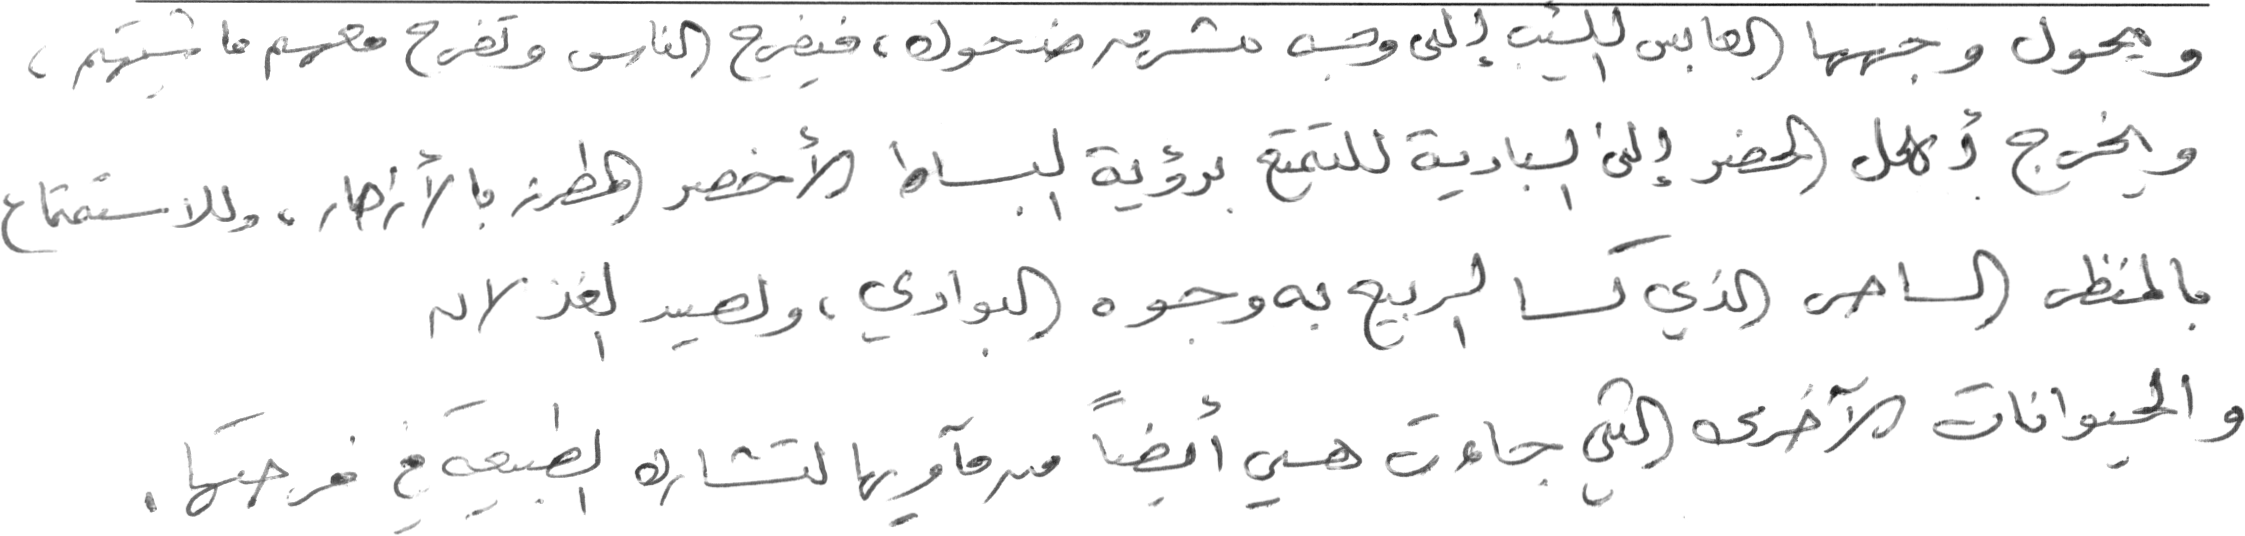 ويحول وجهها العابس الكئيب إلى وجه مشرق ضحوك، فيفرح الناس وتفرح معهم ماشيتهم،
ويخرج أهل الحضر إلى البادية للتمتع برؤية البساط الأخضر المطرز بالأزهار، وللاستمتاع
بالمنظر الساحر الذي كسا الربيع به وجوه البوادي، ولصيد الغزلان
والحيوانات الآخرى التي جاءت هي أيضاً من مآويها لتشارك الطبيعة في فرحتها.